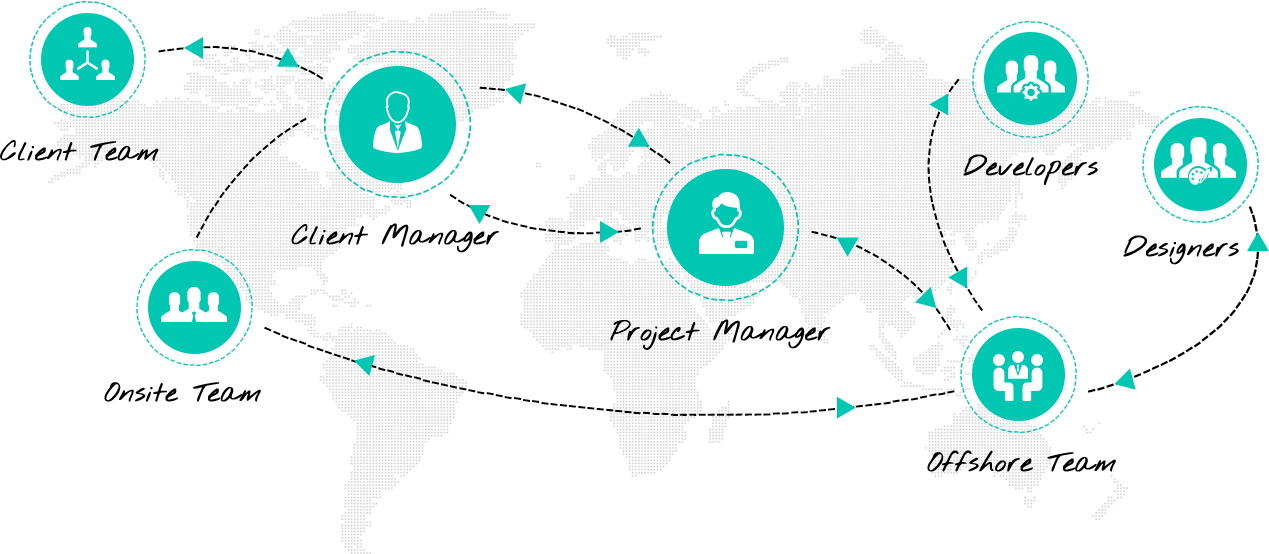 Client Team
Developers
Client Manager
Designers
Project Manager
Onsite Team
Offshore Team